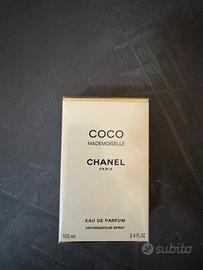 COCO
MADEMOISELLE
CHANEL
PARIS
EAU DE PARFUM
VAPORISATEUR SPRAY
100 ml
3.4 FL.OZ
subito